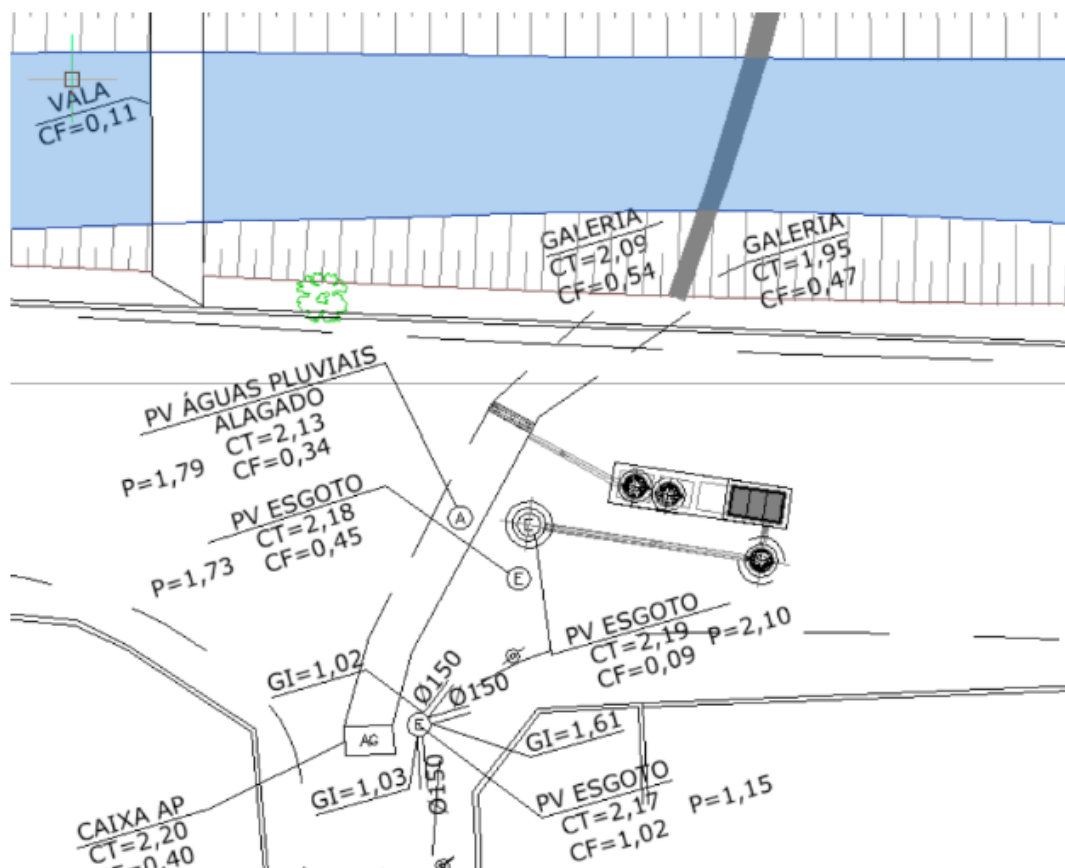 VALA
CF=0,11
GALERIA
CT=2,09
CF=0,54
GALERIA
CT=1,95
CF=0,47
PV ÁGUAS PLUVIAIS
ALAGADO
CT=2,13
P=1,79 CF=0,34
PV ESGOTO
CT=2,18
P=1,73 CF=0,45
A
E
E
PV ESGOTO
CT=2,19 P=2,10
CF=0,09
GI=1,02
Ø150
Ø150
E
AG
GI=1,61
GI=1,03
Ø150
PV ESGOTO
CT=2,17 P=1,15
CF=1,02
CAIXA AP
CT=2,20